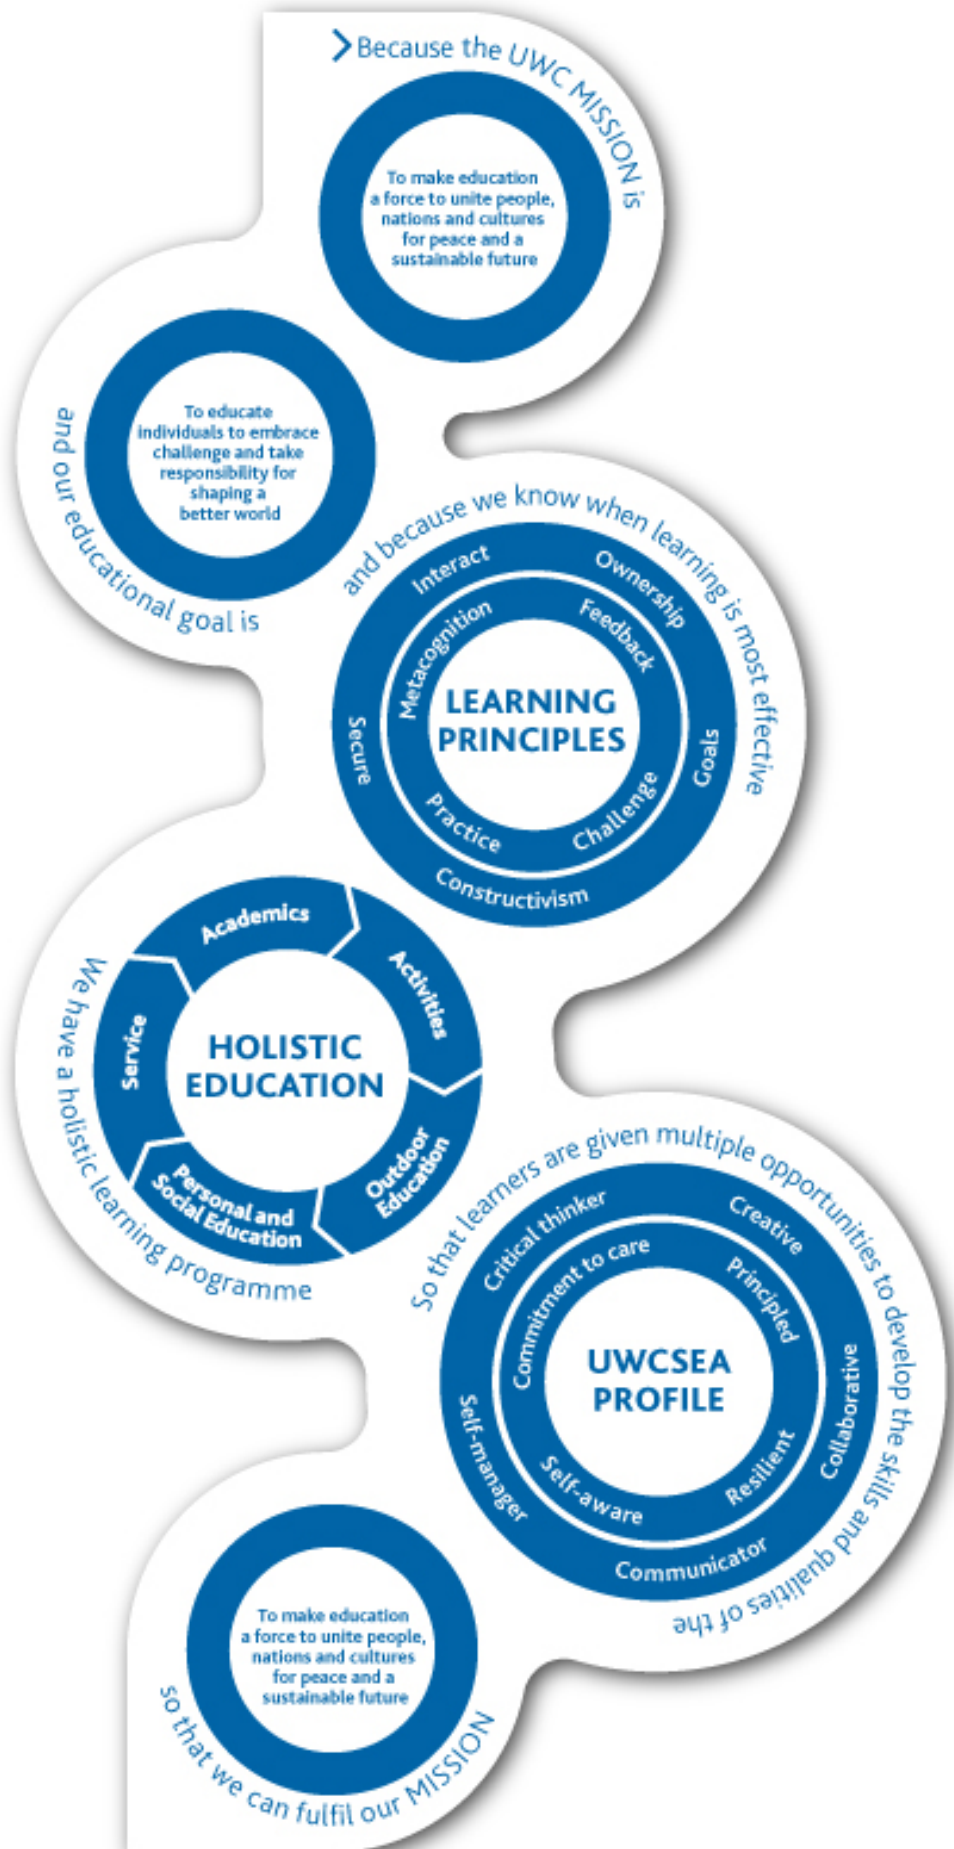 Because the UWC MISSION is
To make education
a force to unite people,
nations and cultures
for peace and a
sustainable future
and our educational goal is
To educate
individuals to embrace
challenge and take
responsibility for
shaping a
better world
and because we know when learning is most effective
Interact
Ownership
Goals
Constructivism
Secure
Metacognition
Feedback
Challenge
Practice
LEARNING
PRINCIPLES
We have a holistic learning programme
Academics
Activities
Outdoor
Education
Personal and
Social Education
Service
HOLISTIC
EDUCATION
So that learners are given multiple opportunities to develop the skills and qualities of the
Critical thinker
Creative
Collaborative
Communicator
Self-manager
Commitment to care
Principled
Resilient
Self-aware
UWCSEA
PROFILE
so that we can fulfil our MISSION
To make education
a force to unite people,
nations and cultures
for peace and a
sustainable future